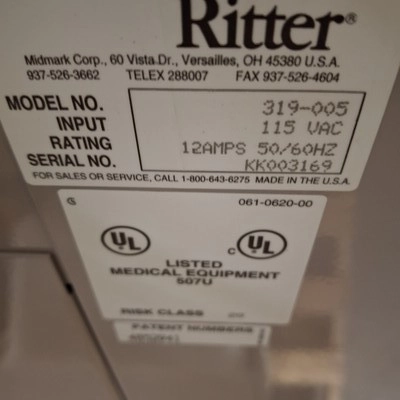 Ritter®
Midmark Corp., 60 Vista Dr., Versailles, OH 45380 U.S.A.
937-526-3662 TELEX 288007 FAX 937-526-4604
MODEL NO. 319-005
INPUT 115 VAC
RATING 12AMPS 50/60HZ
SERIAL NO. KK003169
FOR SALES OR SERVICE, CALL 1-800-643-6275 MADE IN THE U.S.A.
061-0620-00
UL c UL
LISTED
MEDICAL EQUIPMENT
507U
RISK CLASS
PATENT NUMBERS